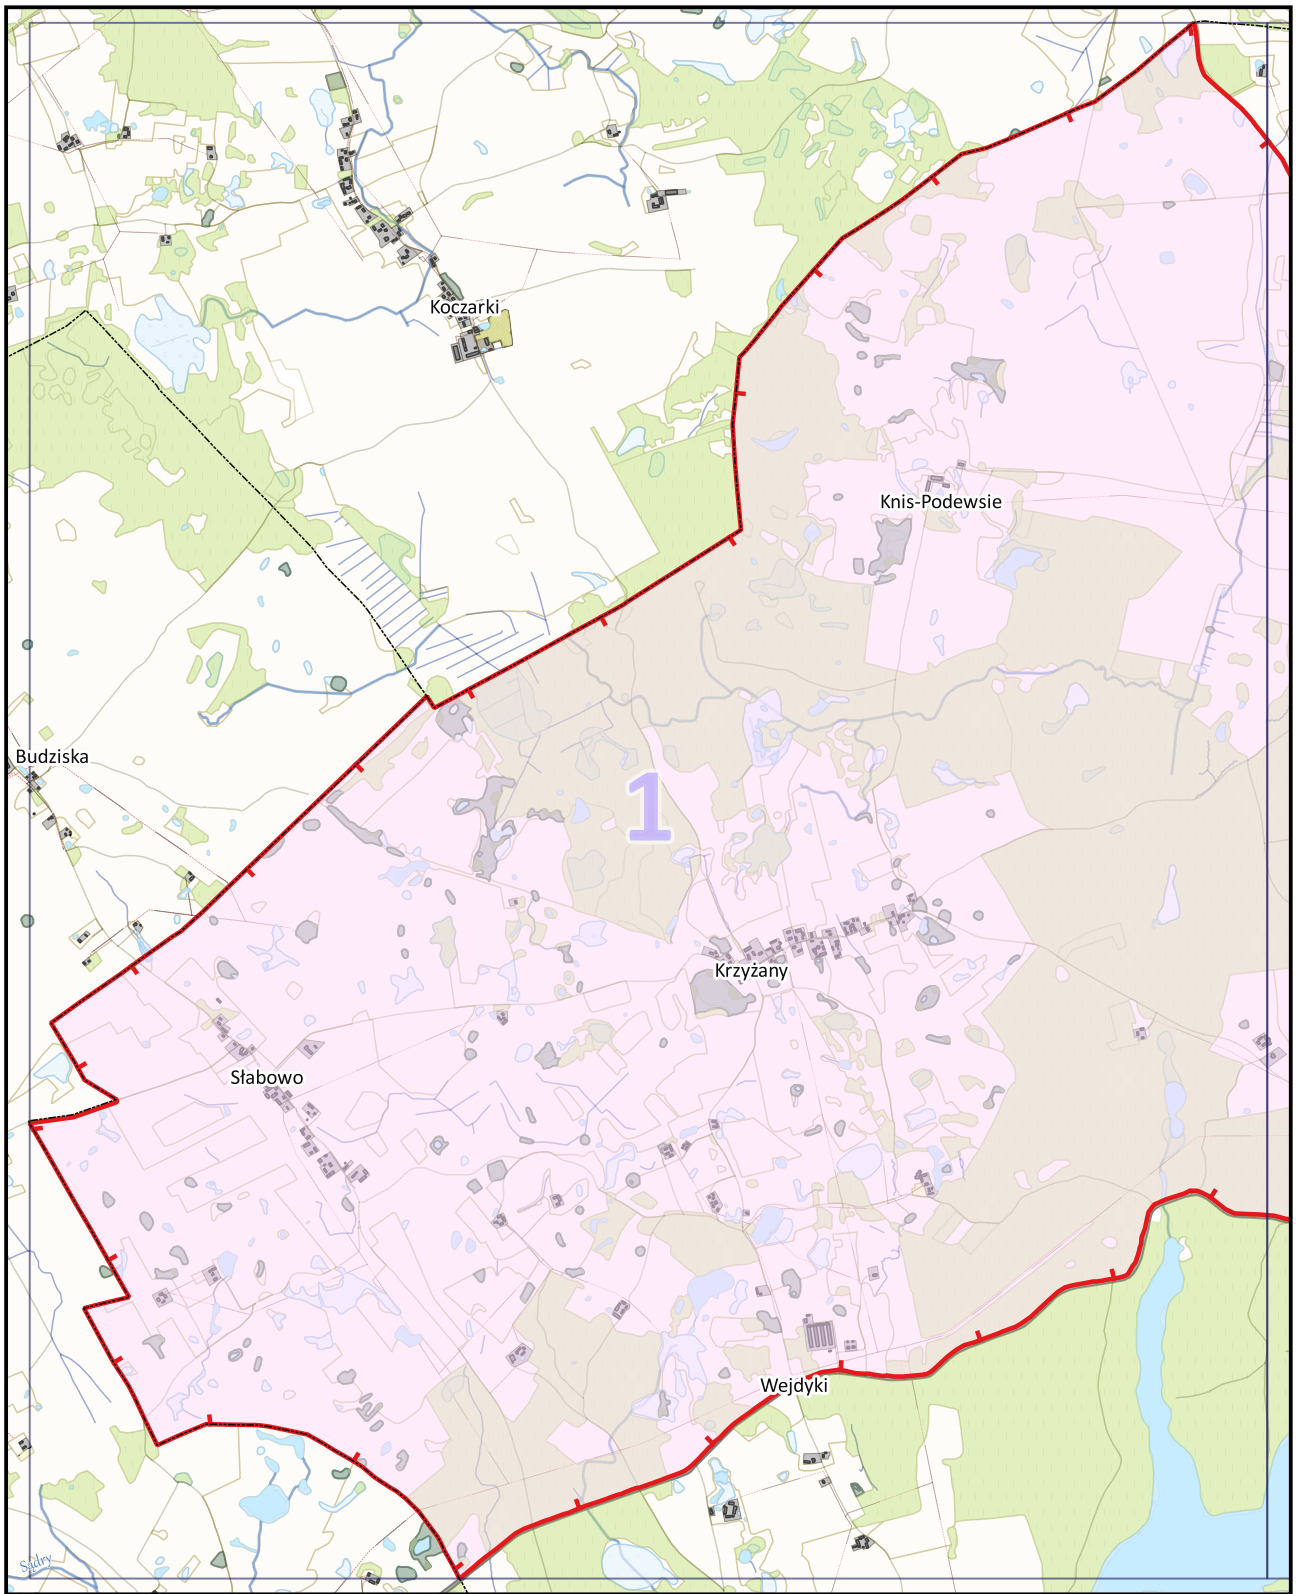 Koczarki
Knis-Podewsie
Budziska
1
Krzyżany
Słabowo
Wejdyki
Sądry